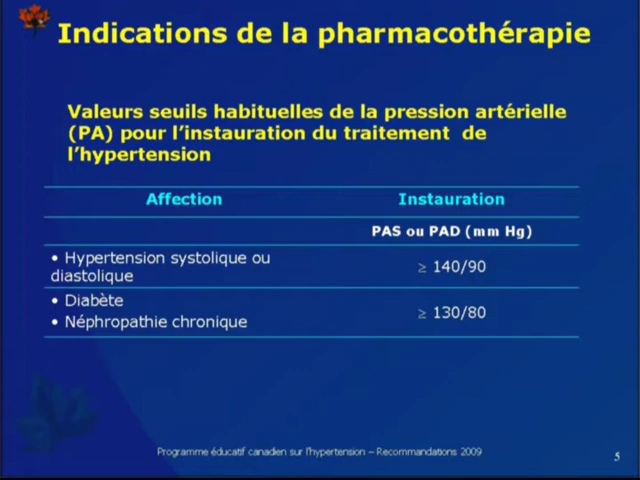 Indications de la pharmacothérapie
Valeurs seuils habituelles de la pression artérielle
(PA) pour l'instauration du traitement de
l'hypertension
Affection Instauration
PAS ou PAD (mm Hg)
• Hypertension systolique ou
diastolique
≥ 140/90
• Diabète
• Néphropathie chronique
≥ 130/80
Programme éducatif canadien sur l'hypertension – Recommandations 2009
5